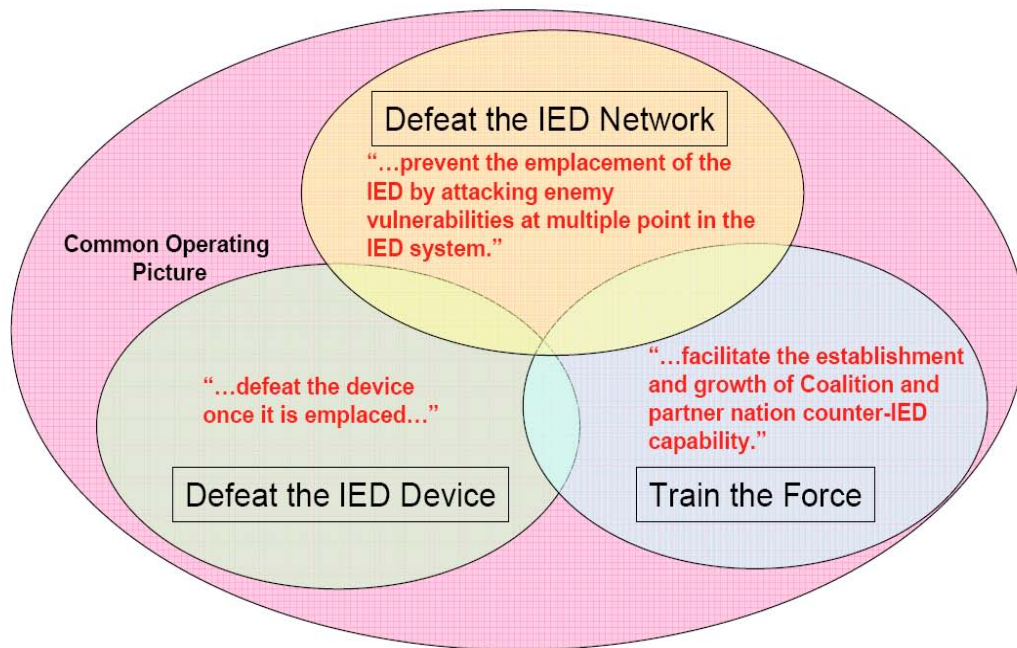 Defeat the IED Network
“…prevent the emplacement of the
IED by attacking enemy
vulnerabilities at multiple point in the
IED system.”
Common Operating
Picture
“…defeat the device
once it is emplaced…”
Defeat the IED Device
“…facilitate the establishment
and growth of Coalition and
partner nation counter-IED
capability.”
Train the Force